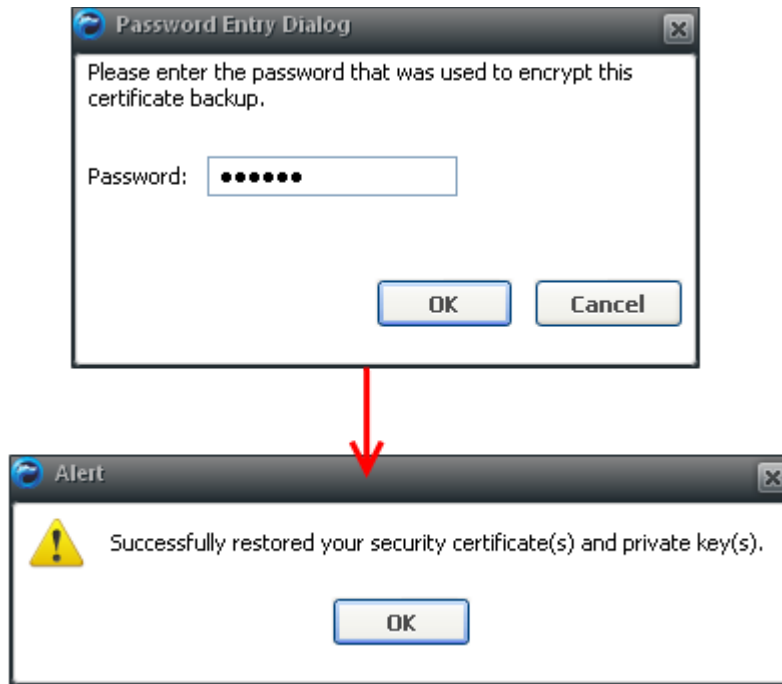 Password Entry Dialog
Please enter the password that was used to encrypt this
certificate backup.
Password: ••••••
OK Cancel
Alert
Successfully restored your security certificate(s) and private key(s).
OK